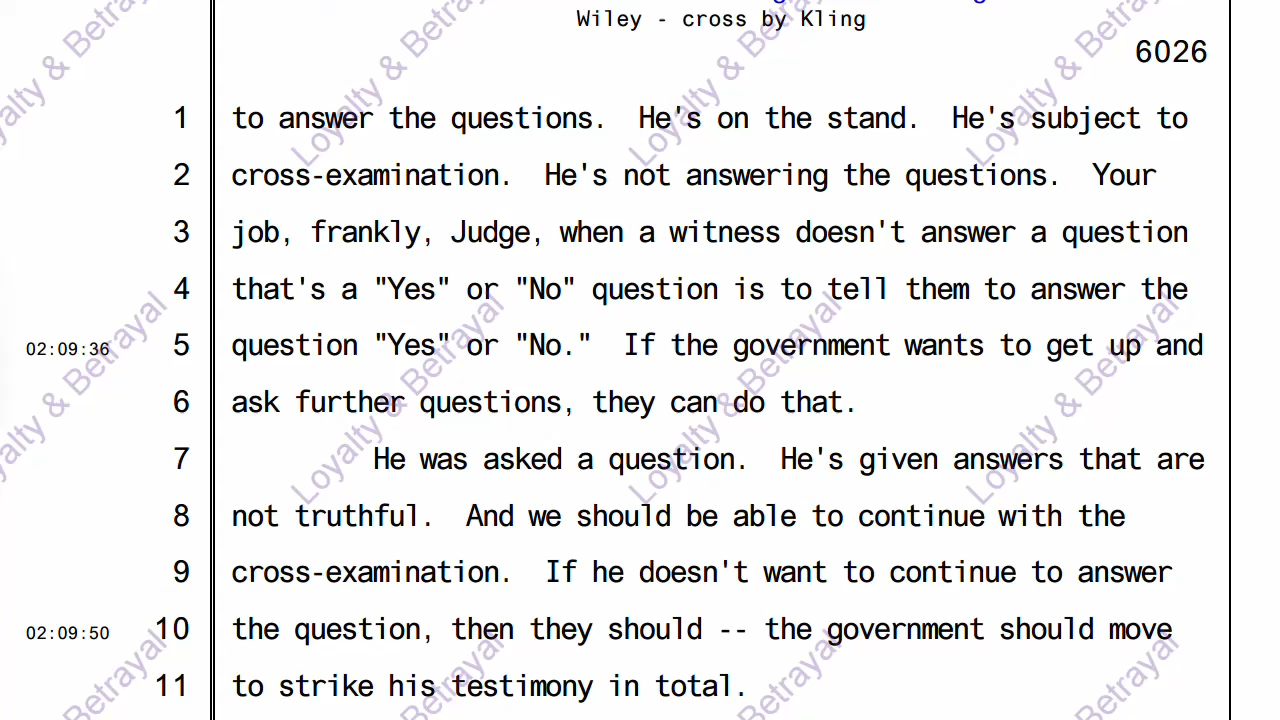 Wiley - cross by Kling
6026
1 to answer the questions. He's on the stand. He's subject to
2 cross-examination. He's not answering the questions. Your
3 job, frankly, Judge, when a witness doesn't answer a question
4 that's a "Yes" or "No" question is to tell them to answer the
02:09:36 5 question "Yes" or "No." If the government wants to get up and
6 ask further questions, they can do that.
7 He was asked a question. He's given answers that are
8 not truthful. And we should be able to continue with the
9 cross-examination. If he doesn't want to continue to answer
02:09:50 10 the question, then they should -- the government should move
11 to strike his testimony in total.
Loyalty & Betrayal